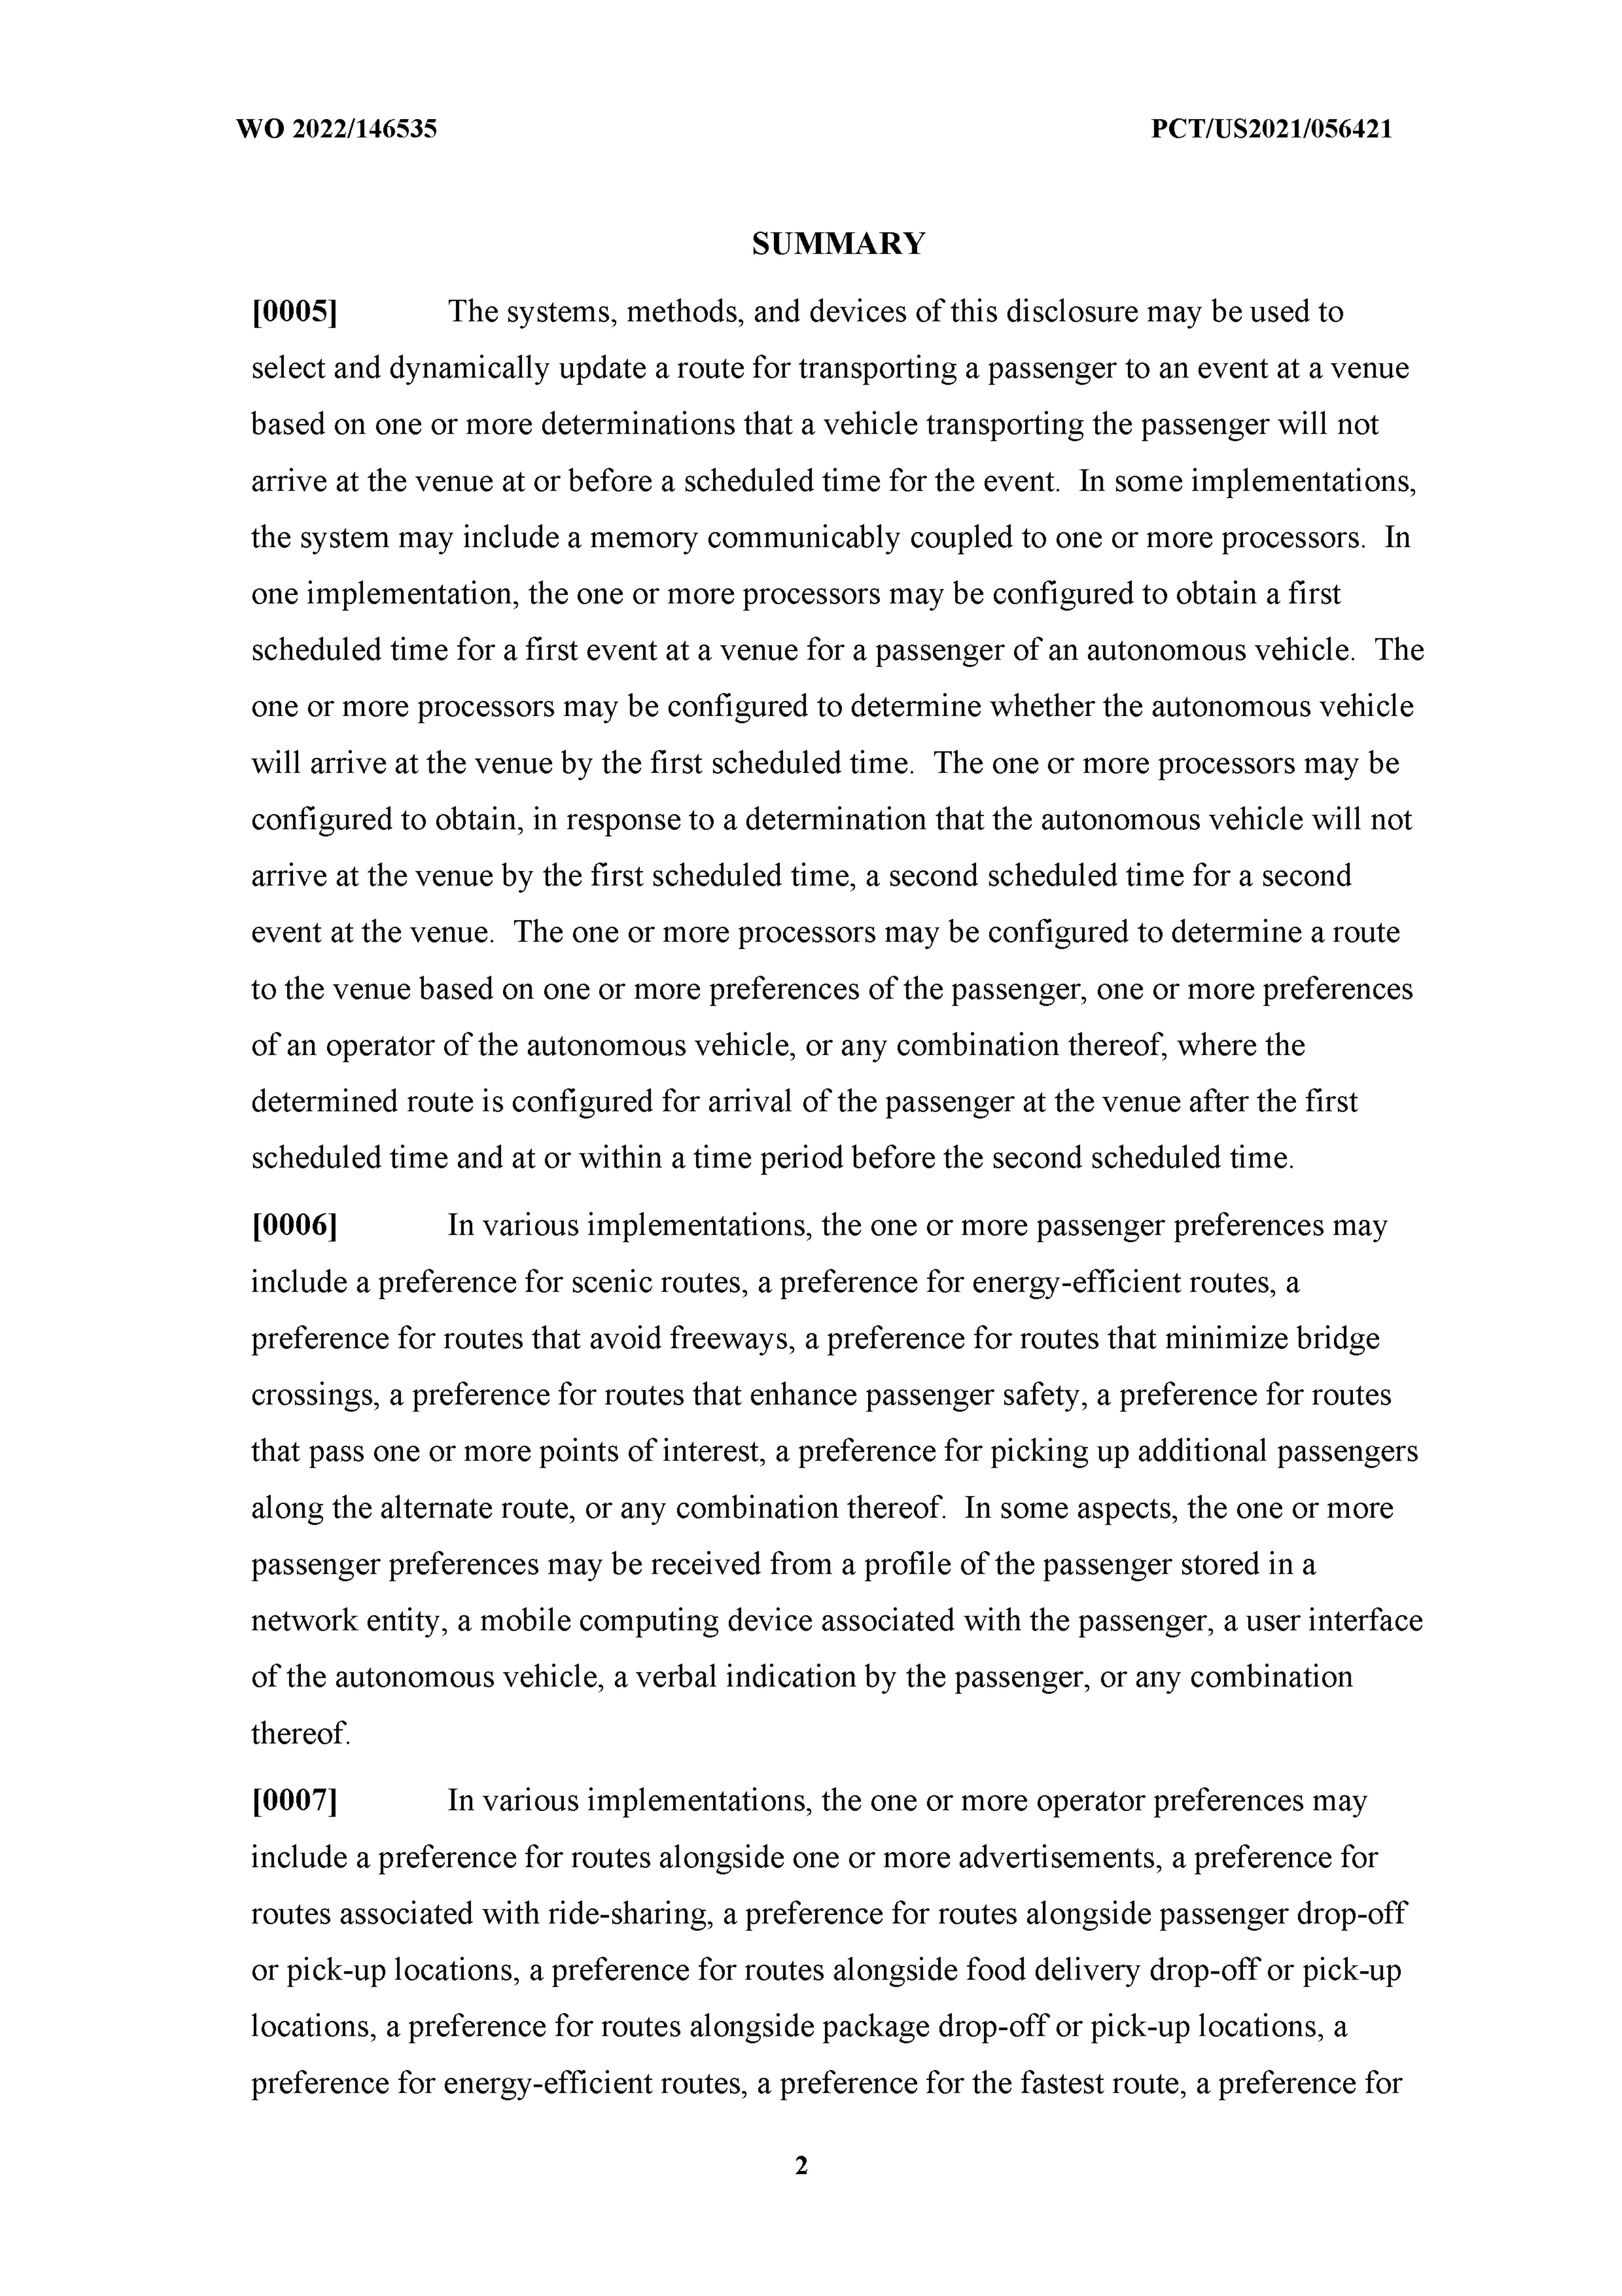 WO 2022/146535 PCT/US2021/056421
SUMMARY
[0005] The systems, methods, and devices of this disclosure may be used to
select and dynamically update a route for transporting a passenger to an event at a venue
based on one or more determinations that a vehicle transporting the passenger will not
arrive at the venue at or before a scheduled time for the event.  In some implementations,
the system may include a memory communicably coupled to one or more processors.  In
one implementation, the one or more processors may be configured to obtain a first
scheduled time for a first event at a venue for a passenger of an autonomous vehicle.  The
one or more processors may be configured to determine whether the autonomous vehicle
will arrive at the venue by the first scheduled time.  The one or more processors may be
configured to obtain, in response to a determination that the autonomous vehicle will not
arrive at the venue by the first scheduled time, a second scheduled time for a second
event at the venue.  The one or more processors may be configured to determine a route
to the venue based on one or more preferences of the passenger, one or more preferences
of an operator of the autonomous vehicle, or any combination thereof, where the
determined route is configured for arrival of the passenger at the venue after the first
scheduled time and at or within a time period before the second scheduled time.
[0006] In various implementations, the one or more passenger preferences may
include a preference for scenic routes, a preference for energy-efficient routes, a
preference for routes that avoid freeways, a preference for routes that minimize bridge
crossings, a preference for routes that enhance passenger safety, a preference for routes
that pass one or more points of interest, a preference for picking up additional passengers
along the alternate route, or any combination thereof.  In some aspects, the one or more
passenger preferences may be received from a profile of the passenger stored in a
network entity, a mobile computing device associated with the passenger, a user interface
of the autonomous vehicle, a verbal indication by the passenger, or any combination
thereof.
[0007] In various implementations, the one or more operator preferences may
include a preference for routes alongside one or more advertisements, a preference for
routes associated with ride-sharing, a preference for routes alongside passenger drop-off
or pick-up locations, a preference for routes alongside food delivery drop-off or pick-up
locations, a preference for routes alongside package drop-off or pick-up locations, a
preference for energy-efficient routes, a preference for the fastest route, a preference for
2